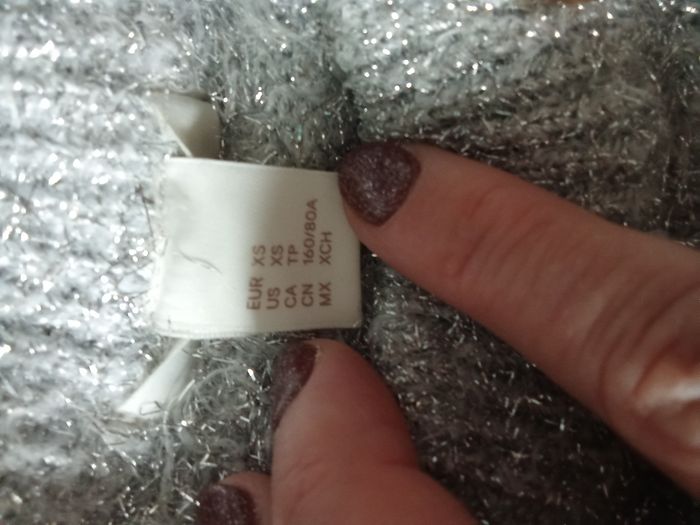 EUR XS
US XS
CA TP
CN 160/80A
MX XCH